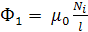 Φ₁ = μ₀ Nᵢ/l